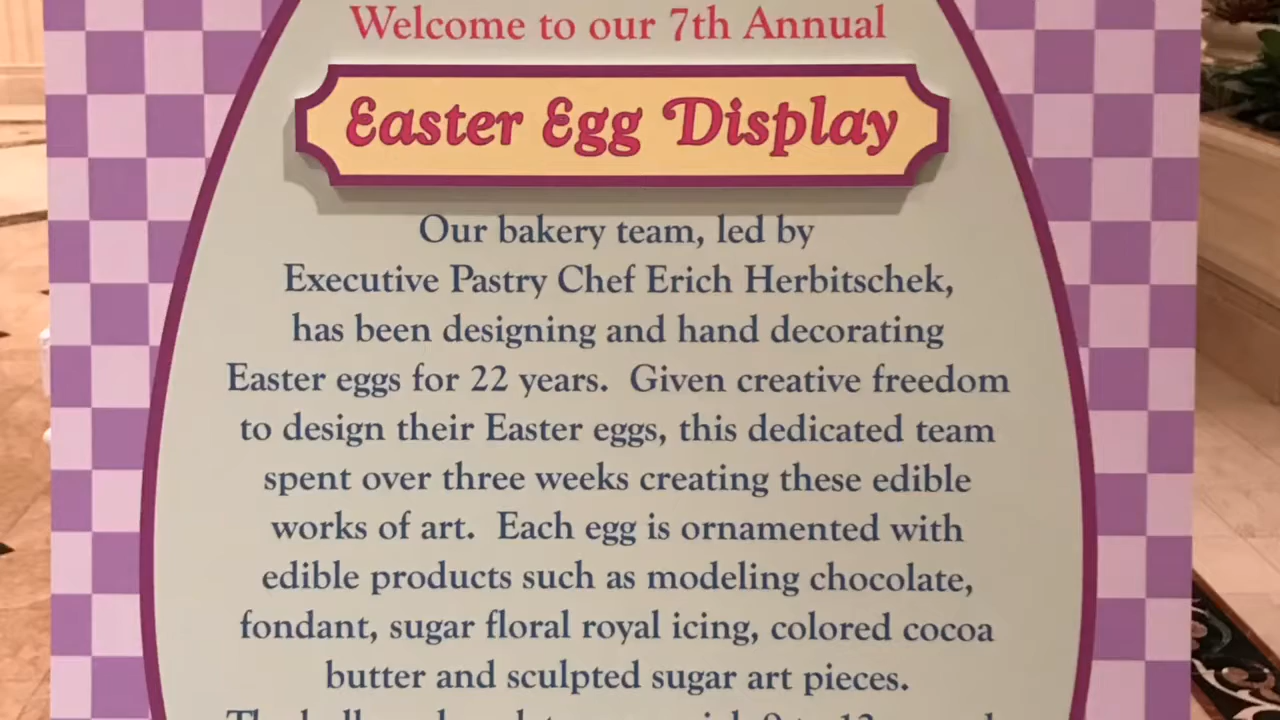 Welcome to our 7th Annual
Easter Egg Display
Our bakery team, led by
Executive Pastry Chef Erich Herbitschek,
has been designing and hand decorating
Easter eggs for 22 years. Given creative freedom
to design their Easter eggs, this dedicated team
spent over three weeks creating these edible
works of art. Each egg is ornamented with
edible products such as modeling chocolate,
fondant, sugar floral royal icing, colored cocoa
butter and sculpted sugar art pieces.